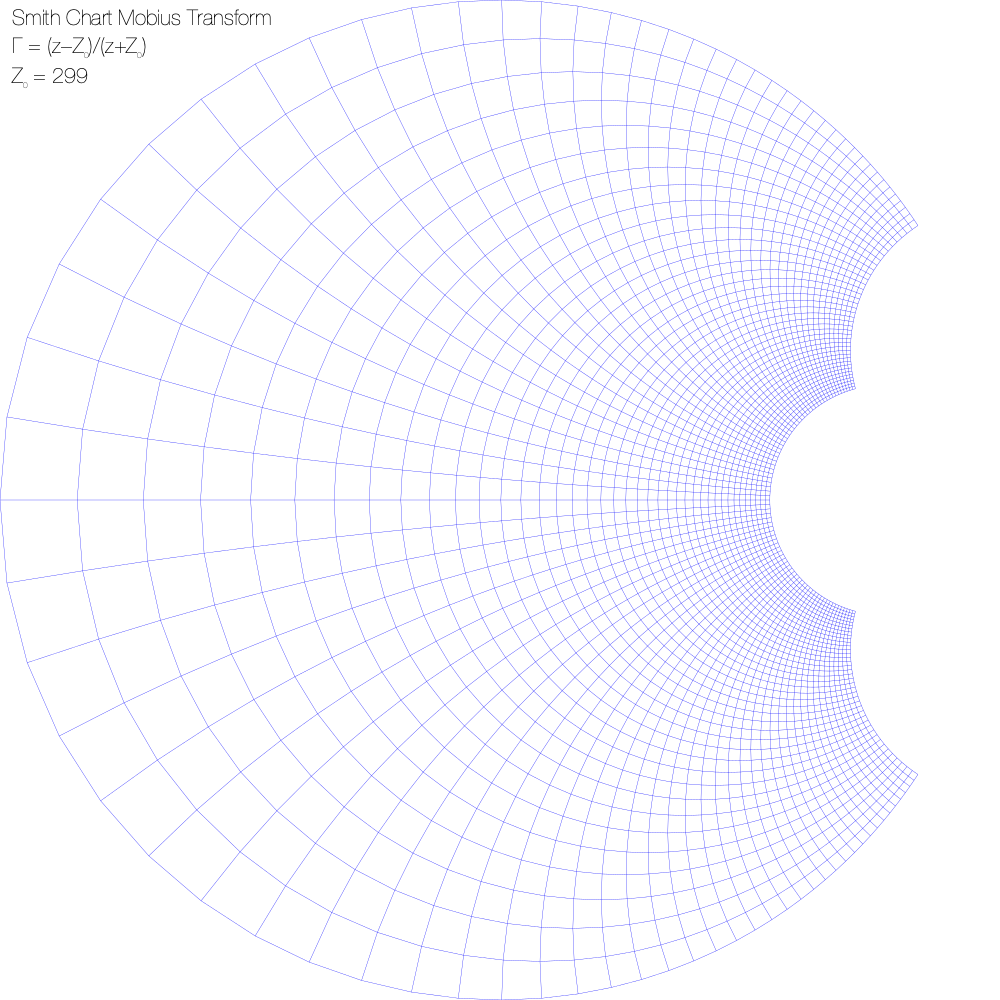 Smith Chart Mobius Transform
Γ = (z−Z₀)/(z+Z₀)
Z₀ = 299